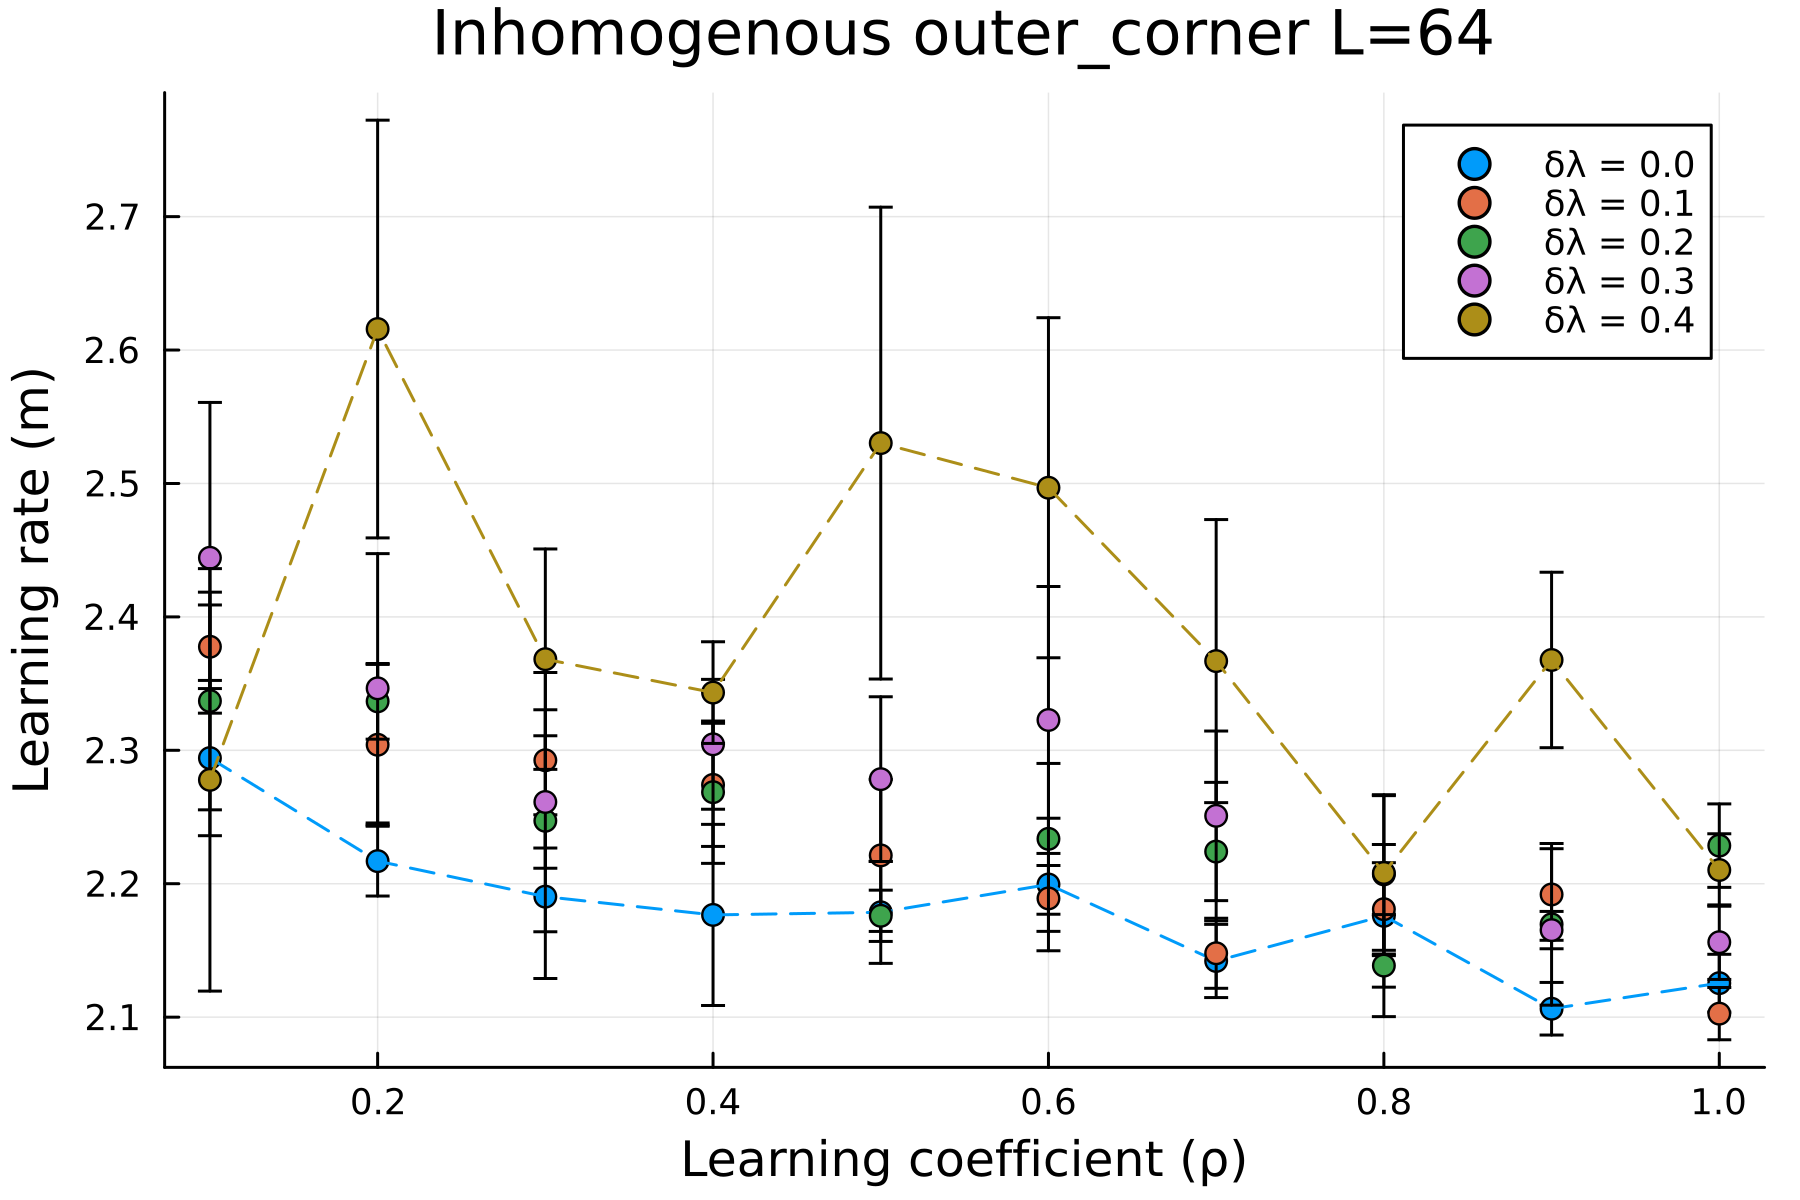 Inhomogenous outer_corner L=64
δλ = 0.0
δλ = 0.1
δλ = 0.2
δλ = 0.3
δλ = 0.4
Learning rate (m)
2.7
2.6
2.5
2.4
2.3
2.2
2.1
0.2 0.4 0.6 0.8 1.0
Learning coefficient (ρ)